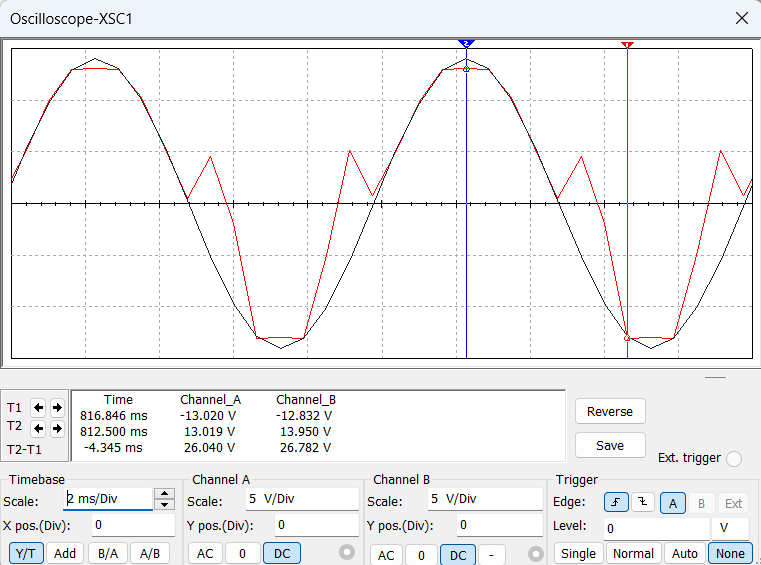 Oscilloscope-XSC1
2 1
Time Channel_A Channel_B
T1 816.846 ms -13.020 V -12.832 V
T2 812.500 ms 13.019 V 13.950 V
T2-T1 -4.345 ms 26.040 V 26.782 V
Reverse
Save
Ext. trigger
Timebase
Scale: 2 ms/Div
X pos.(Div): 0
Y/T Add B/A A/B
Channel A
Scale: 5 V/Div
Y pos.(Div): 0
AC 0 DC
Channel B
Scale: 5 V/Div
Y pos.(Div): 0
AC 0 DC -
Trigger
Edge: A B Ext
Level: 0 V
Single Normal Auto None